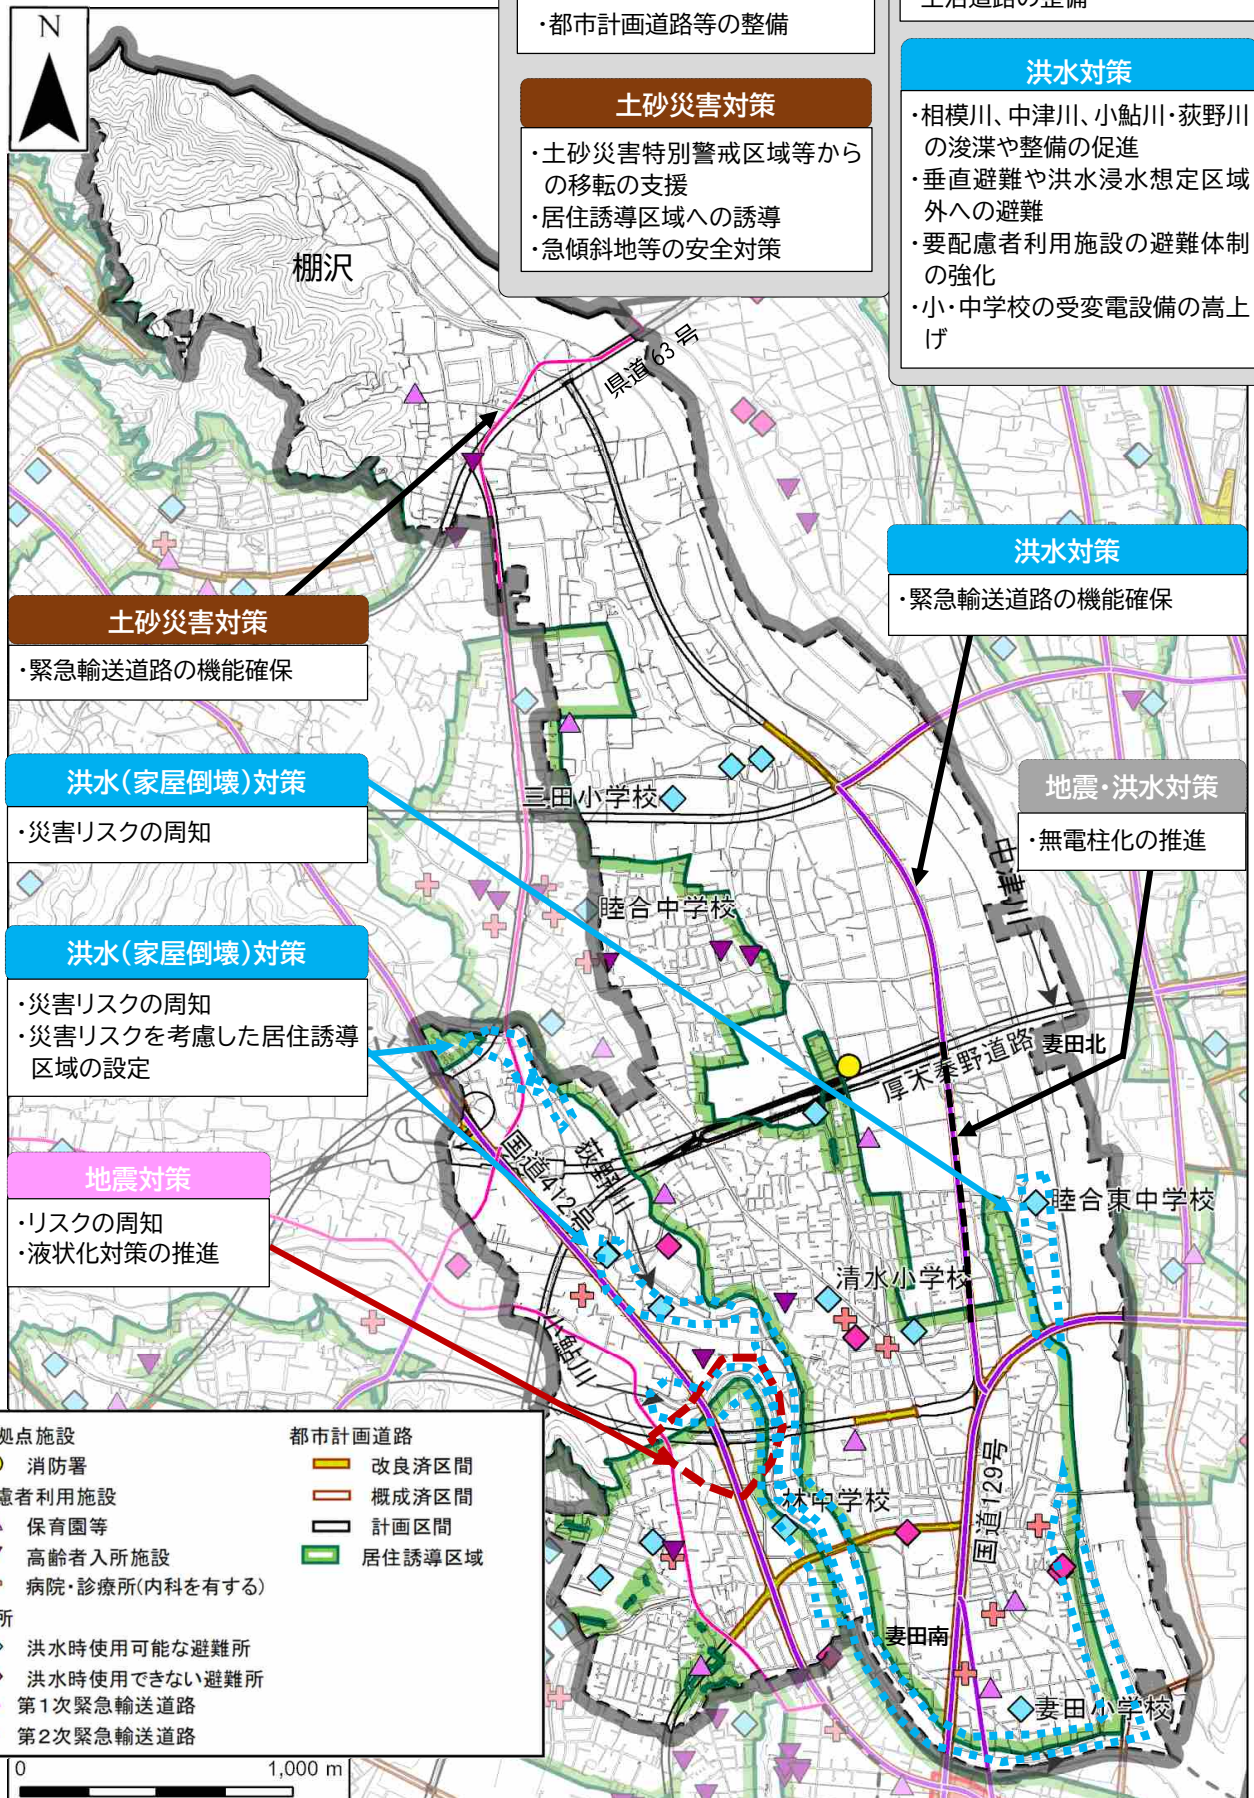 N
・都市計画道路等の整備
土砂災害対策
・土砂災害特別警戒区域等から
の移転の支援
・居住誘導区域への誘導
・急傾斜地等の安全対策
生活道路の整備
洪水対策
・相模川、中津川、小鮎川・荻野川
の浚渫や整備の促進
・垂直避難や洪水浸水想定区域
外への避難
・要配慮者利用施設の避難体制
の強化
・小・中学校の受変電設備の嵩上
げ
棚沢
県道63号
洪水対策
・緊急輸送道路の機能確保
土砂災害対策
・緊急輸送道路の機能確保
洪水(家屋倒壊)対策
・災害リスクの周知
三田小学校
地震・洪水対策
・無電柱化の推進
中津川
睦合中学校
洪水(家屋倒壊)対策
・災害リスクの周知
・災害リスクを考慮した居住誘導
区域の設定
厚木秦野道路
妻田北
国道412号
荻野川
地震対策
・リスクの周知
・液状化対策の推進
睦合東中学校
清水小学校
小鮎川
国道129号
林中学校
妻田南
妻田小学校
拠点施設
消防署
慮者利用施設
保育園等
高齢者入所施設
病院・診療所(内科を有する)
所
洪水時使用可能な避難所
洪水時使用できない避難所
第1次緊急輸送道路
第2次緊急輸送道路
都市計画道路
改良済区間
概成済区間
計画区間
居住誘導区域
0
1,000 m